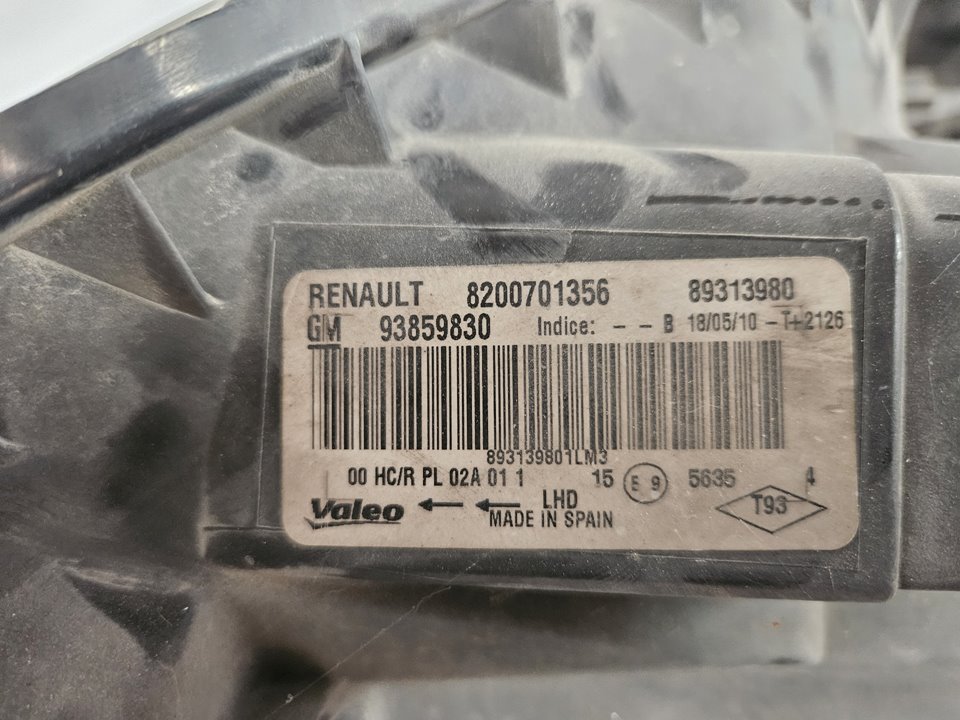 RENAULT 8200701356 89313980
GM 93859830 Indice: - - B 18/05/10 - T+2126
893139801LM3
00 HC/R PL 02A 01 1 15 E 9 5635 4
Valeo LHD T93
MADE IN SPAIN